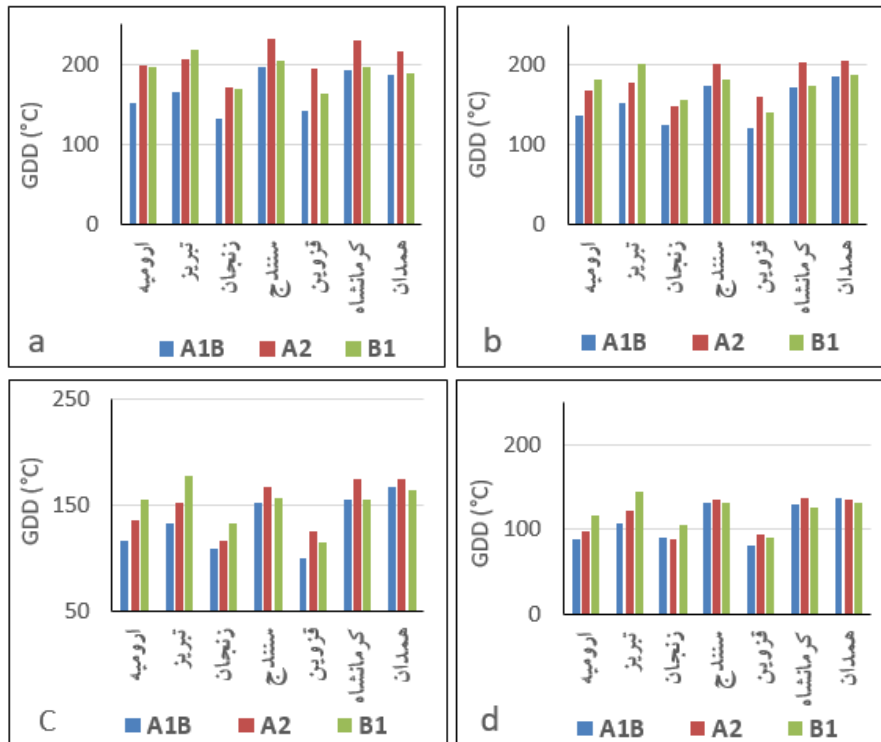 GDD (°C)
200
100
0
ارومیه
تبریز
زنجان
سنندج
قزوین
کرمانشاه
همدان
a
A1B A2 B1
GDD (°C)
200
100
0
ارومیه
تبریز
زنجان
سنندج
قزوین
کرمانشاه
همدان
b
A1B A2 B1
GDD (°C)
250
150
50
ارومیه
تبریز
زنجان
سنندج
قزوین
کرمانشاه
همدان
C
A1B A2 B1
GDD (°C)
200
100
0
ارومیه
تبریز
زنجان
سنندج
قزوین
کرمانشاه
همدان
d
A1B A2 B1